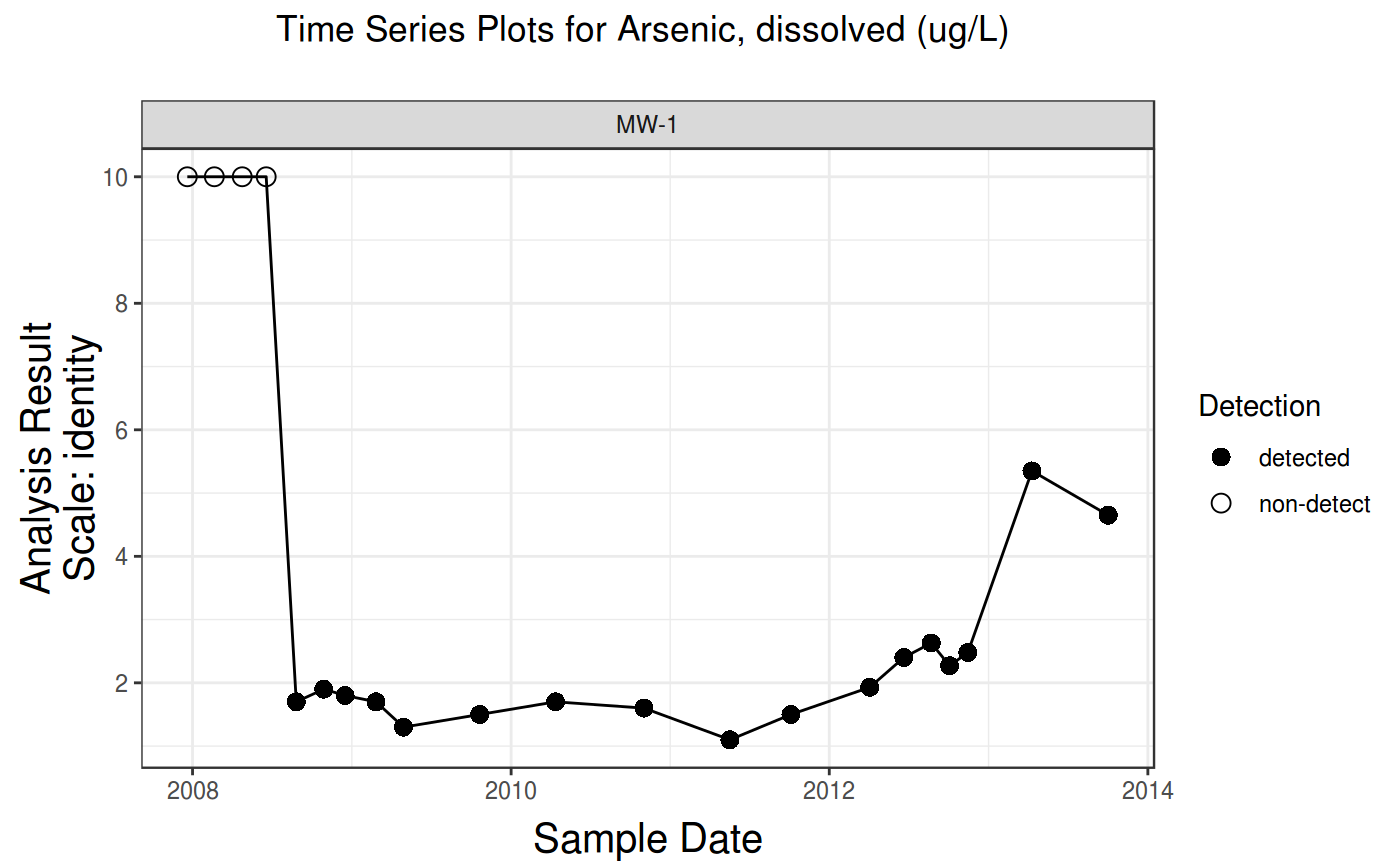 Time Series Plots for Arsenic, dissolved (ug/L)
MW-1
10
8
6
4
2
Analysis Result
Scale: identity
2008
2010
2012
2014
Sample Date
Detection
detected
non-detect